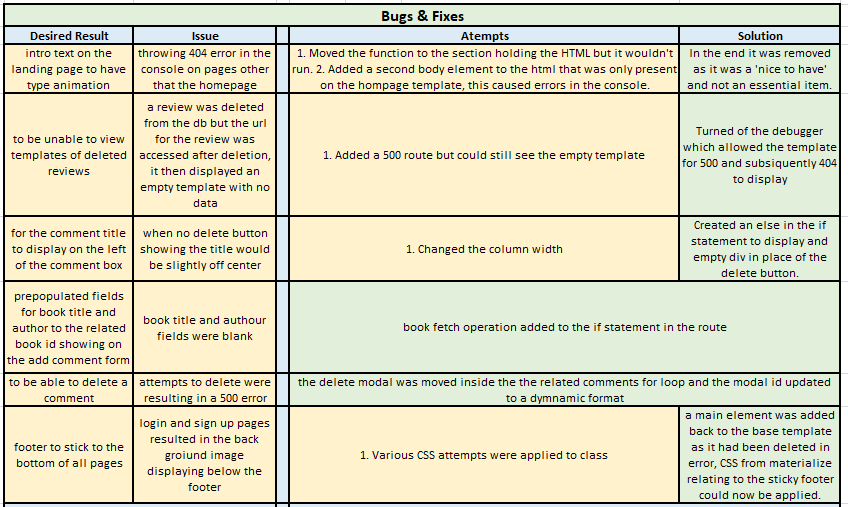 Bugs & Fixes
Desired Result
Issue
Atempts
Solution
intro text on the
landing page to have
type animation
throwing 404 error in the
console on pages other
that the homepage
1. Moved the function to the section holding the HTML but it wouldn't
run. 2. Added a second body element to the html that was only present
on the hompage template, this caused errors in the console.
In the end it was removed
as it was a 'nice to have'
and not an essential item.
to be unable to view
templates of deleted
reviews
a review was deleted
from the db but the url
for the review was
accessed after deletion,
it then displayed an
empty template with no
data
1. Added a 500 route but could still see the empty template
Turned of the debugger
which allowed the template
for 500 and subsiquently 404
to display
for the comment title
to display on the left
of the comment box
when no delete button
showing the title would
be slightly off center
1. Changed the column width
Created an else in the if
statement to display and
empty div in place of the
delete button.
prepopulated fields
for book title and
author to the related
book id showing on
the add comment form
book title and authour
fields were blank
book fetch operation added to the if statement in the route
to be able to delete a
comment
attempts to delete were
resulting in a 500 error
the delete modal was moved inside the the related comments for loop and the modal id updated
to a dymnamic format
footer to stick to the
bottom of all pages
login and sign up pages
resulted in the back
groiund image
displaying below the
footer
1. Various CSS attempts were applied to class
a main element was added
back to the base template
as it had been deleted in
error, CSS from materialize
relating to the sticky footer
could now be applied.